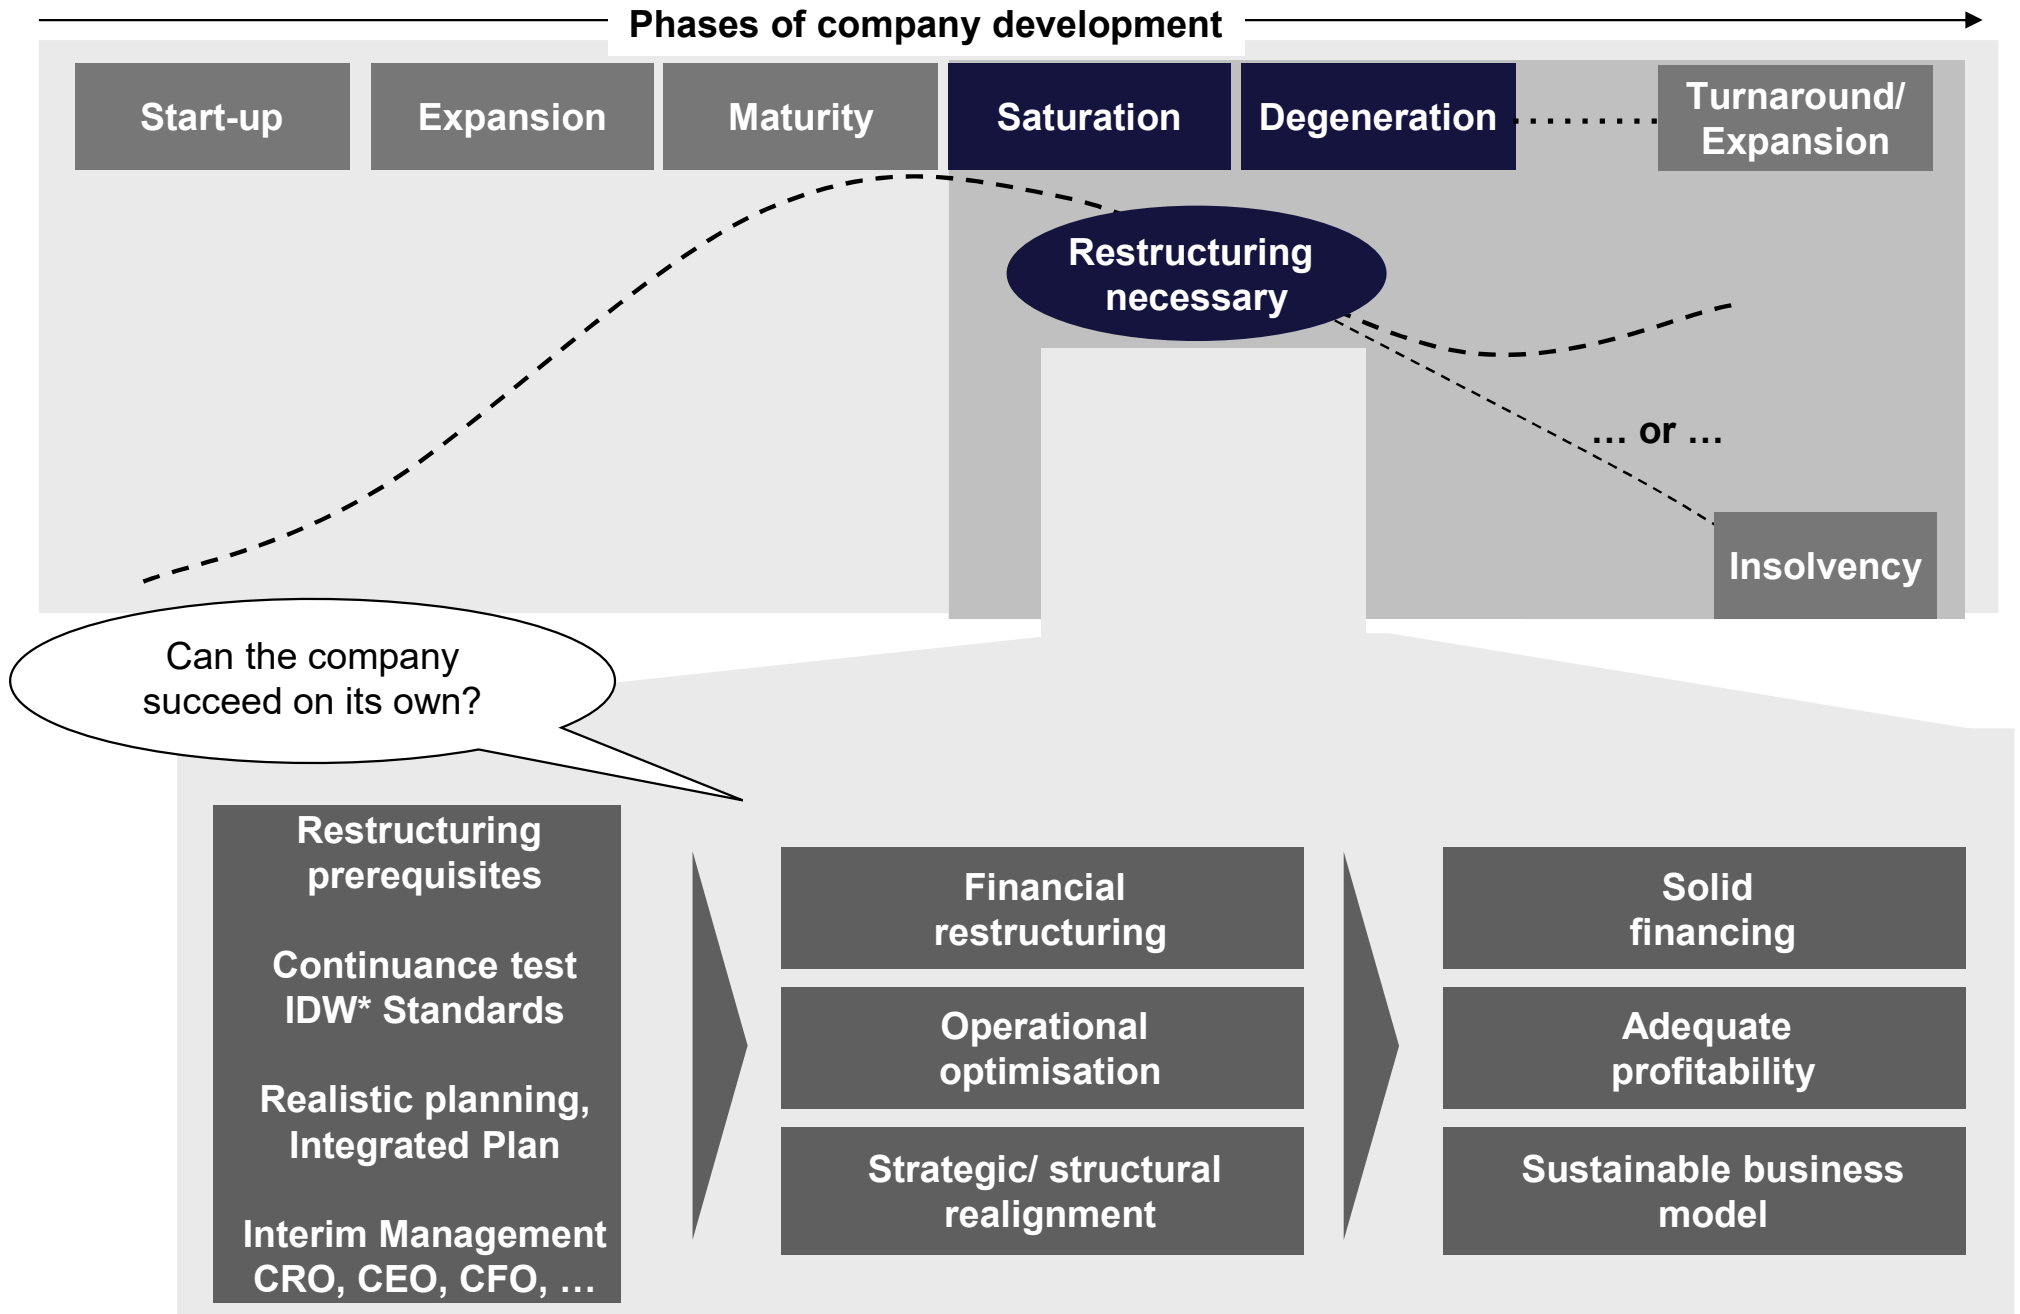 Phases of company development
Start-up
Expansion
Maturity
Saturation
Degeneration
Turnaround/
Expansion
Restructuring
necessary
… or …
Insolvency
Can the company
succeed on its own?
Restructuring
prerequisites
Continuance test
IDW* Standards
Realistic planning,
Integrated Plan
Interim Management
CRO, CEO, CFO, …
Financial
restructuring
Operational
optimisation
Strategic/ structural
realignment
Solid
financing
Adequate
profitability
Sustainable business
model